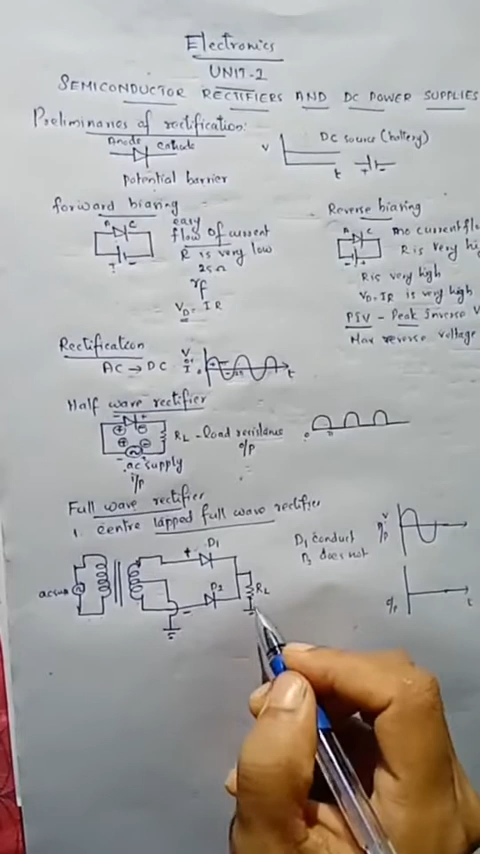 Electronics
UNIT-2
SEMICONDUCTOR RECTIFIERS AND DC POWER SUPPLIES
Preliminaries of rectification:
Anode cathode
potential barrier
V
t
DC source (battery)
forward biasing
A C
easy
flow of current
R is very low
25Ω
rf
VD = IR
Reverse biasing
A C
no current flo
R is very hig
R is very high
VD = IR is very high
PIV - Peak Inverse V
Max reverse voltage
Rectification
AC → DC
V
I
t
Half wave rectifier
RL - load resistance
o/p
ac supply
i/p
0
π
Full wave rectifier
1. centre tapped full wave rectifier
D1
D2
RL
D1 conduct
D2 does not
V
i/p
o/p
t